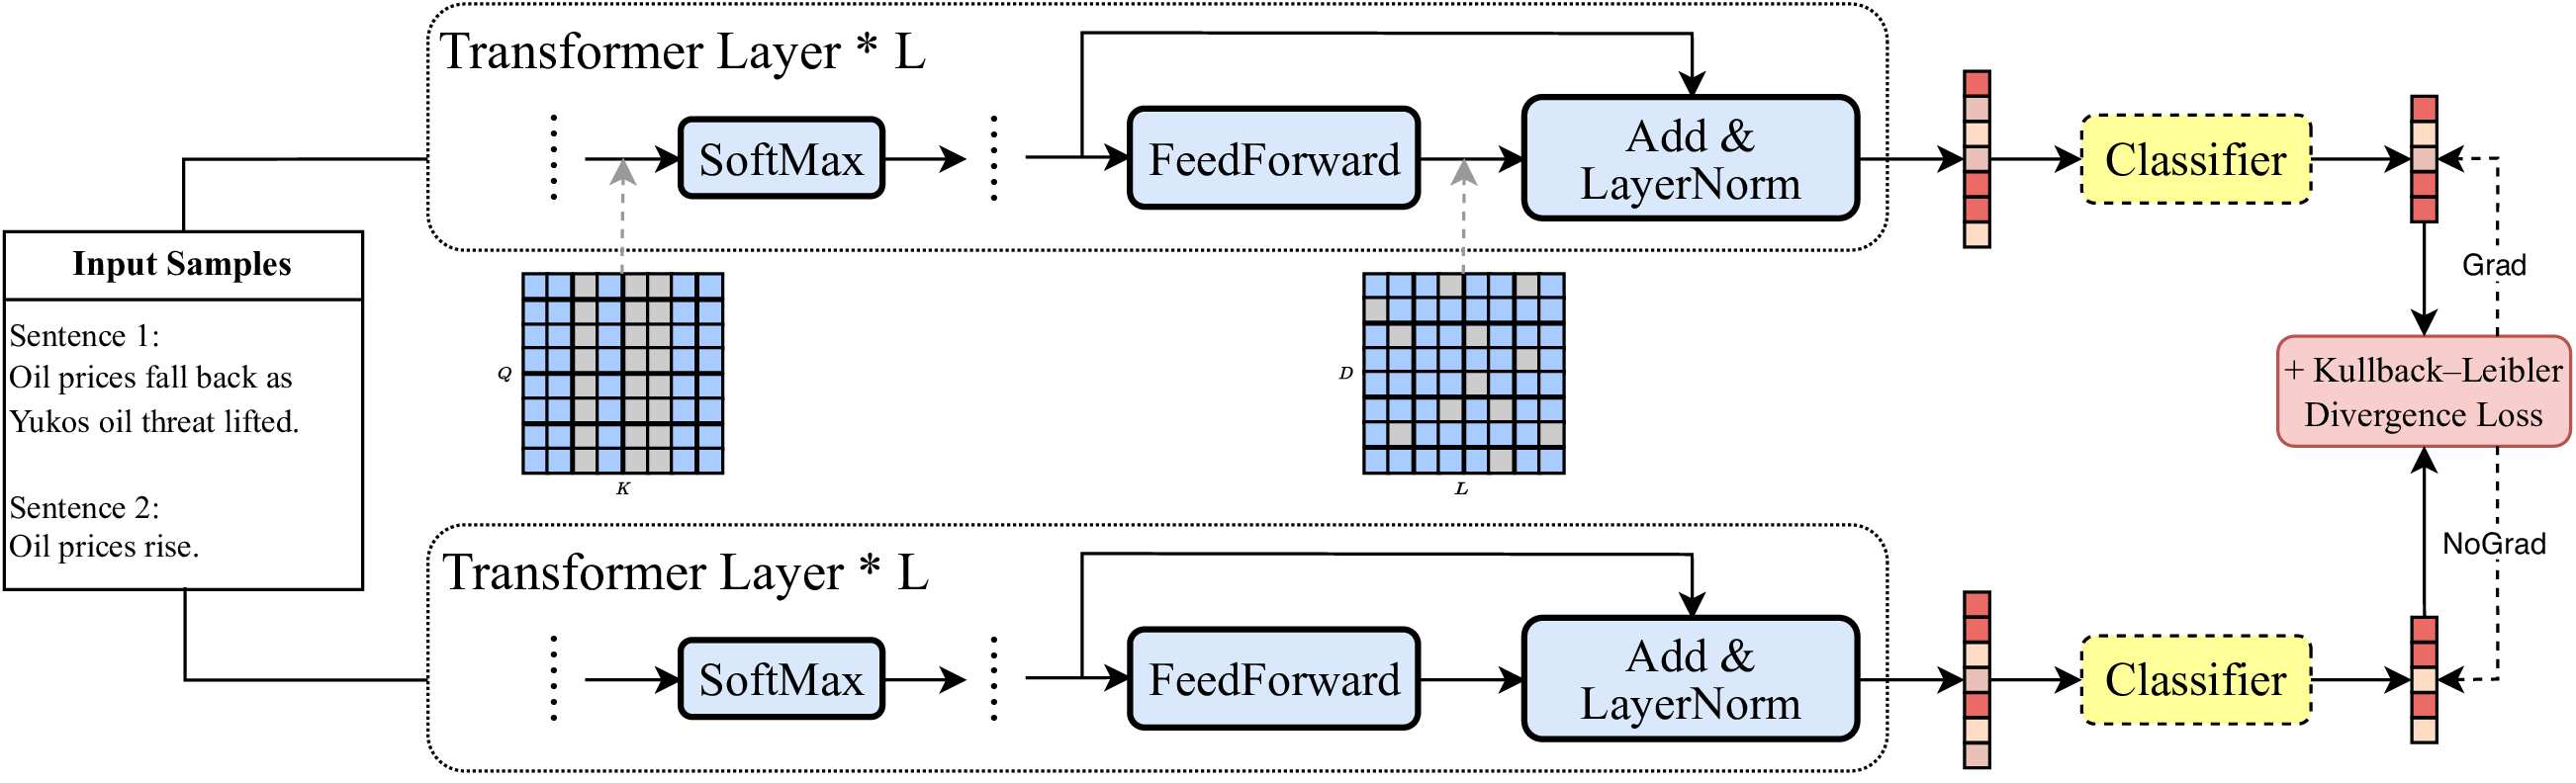 Transformer Layer * L
SoftMax
FeedForward
Add &
LayerNorm
Classifier
Input Samples
Sentence 1:
Oil prices fall back as
Yukos oil threat lifted.
Sentence 2:
Oil prices rise.
Q
K
D
L
Grad
+ Kullback–Leibler
Divergence Loss
NoGrad
Transformer Layer * L
SoftMax
FeedForward
Add &
LayerNorm
Classifier